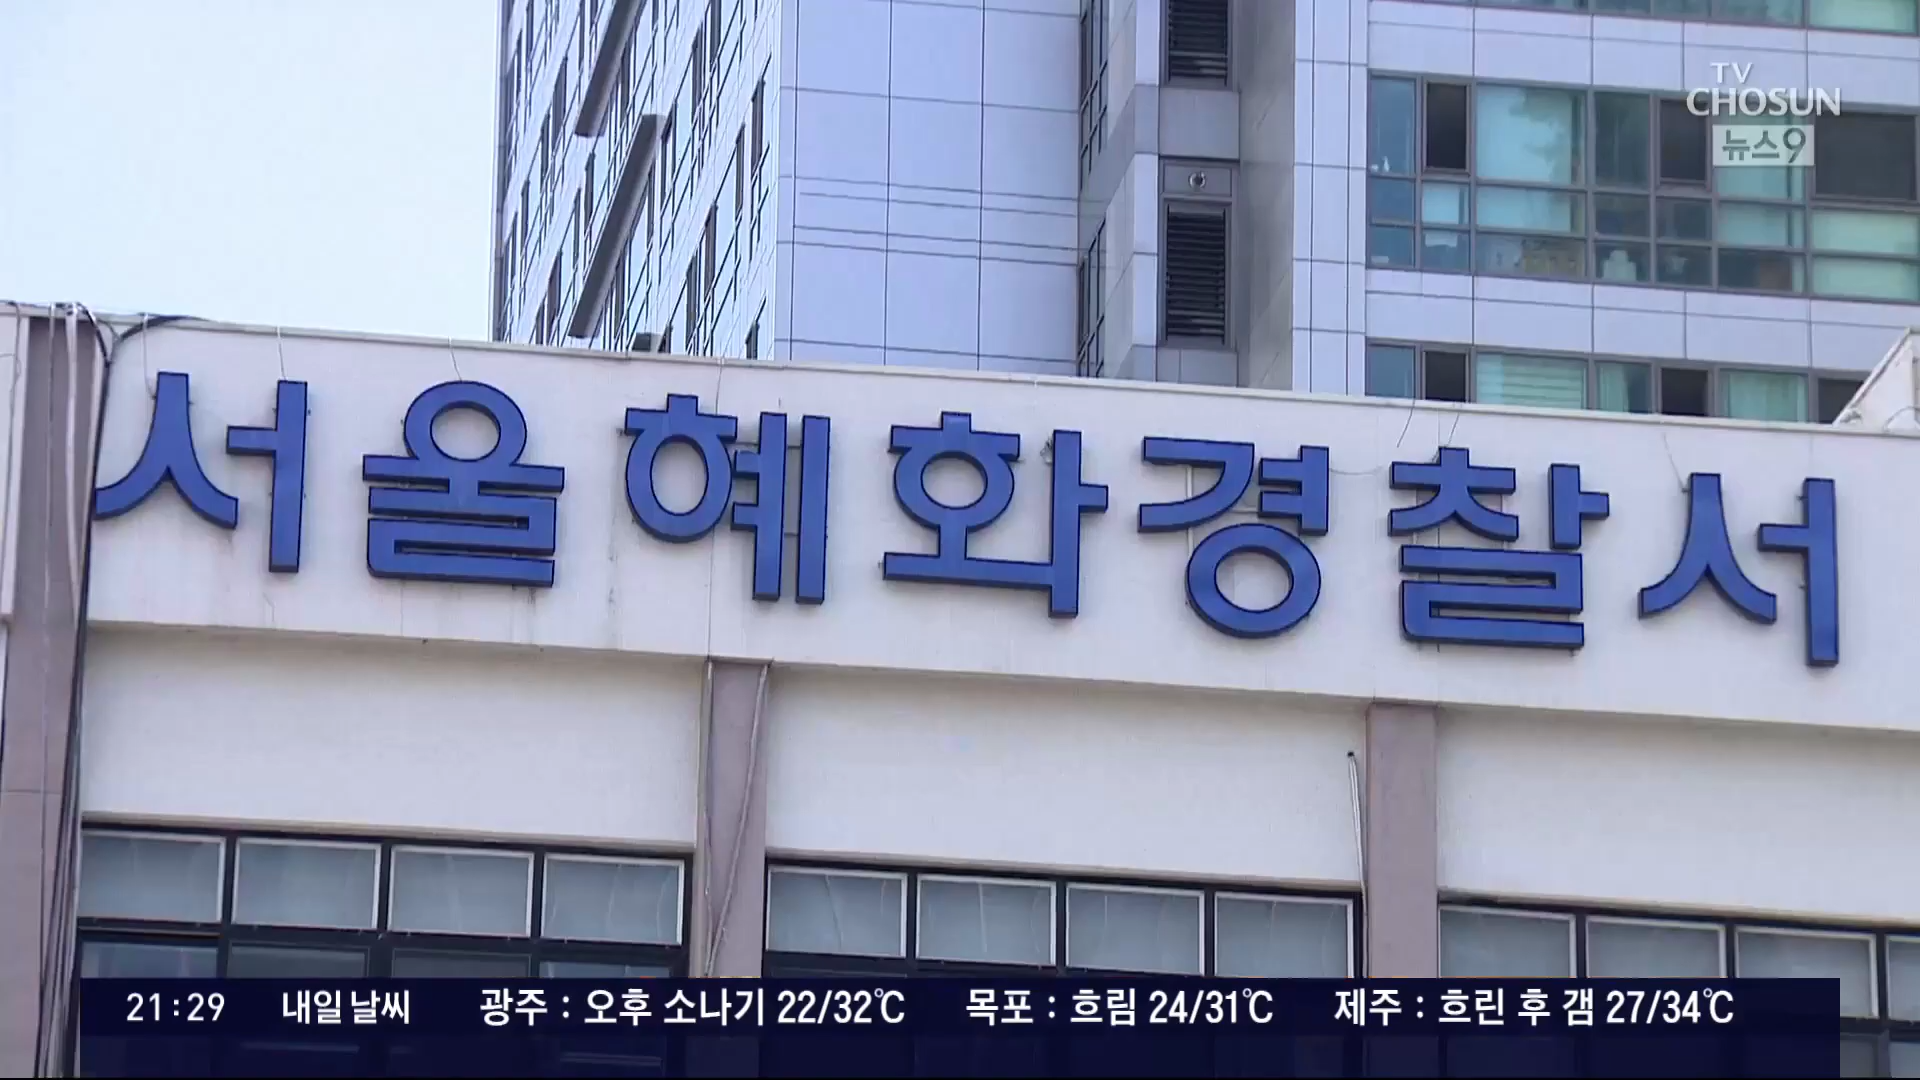 TV
CHOSUN
뉴스9
서울혜화경찰서
21:29 내일 날씨 광주 : 오후 소나기 22/32℃ 목포 : 흐림 24/31℃ 제주 : 흐린 후 갬 27/34℃